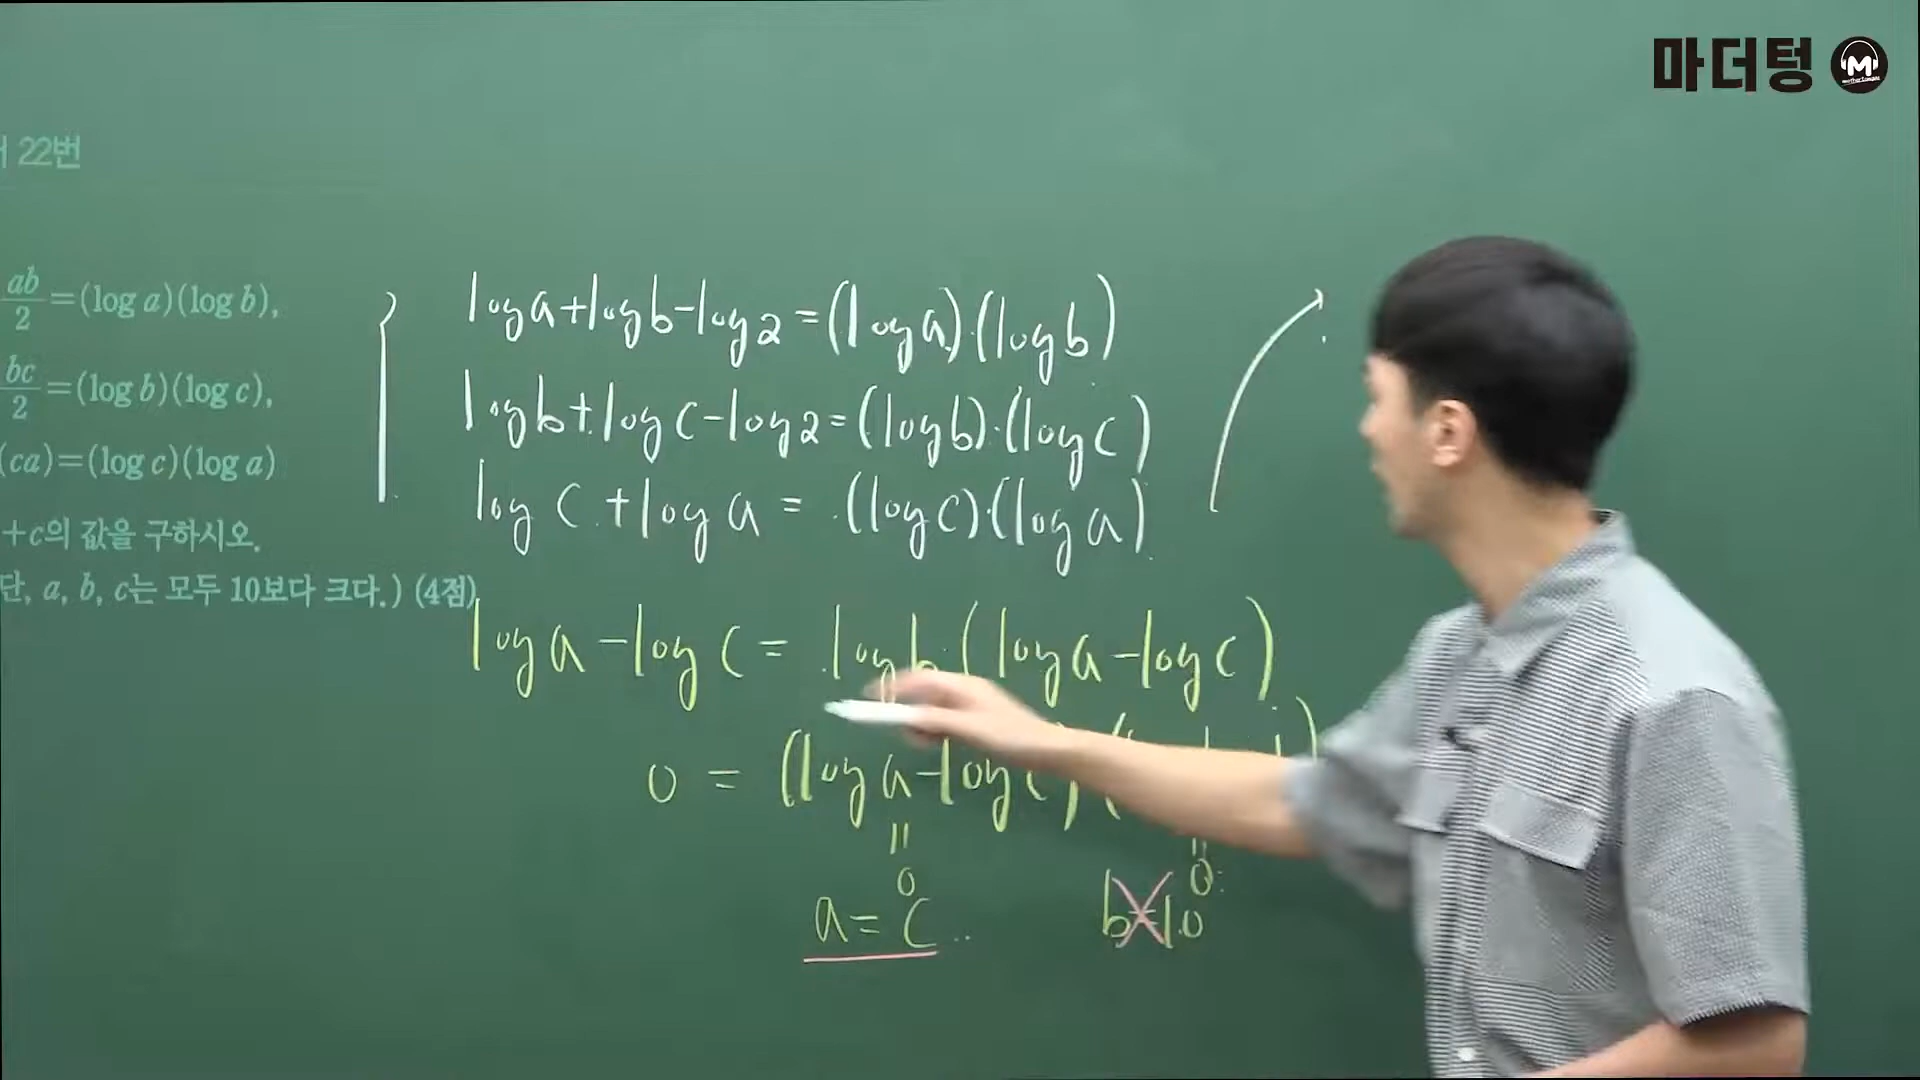 마더텅 M
22번
ab/2=(log a)(log b),
bc/2=(log b)(log c),
(ca)=(log c)(log a)
+c의 값을 구하시오.
단, a, b, c는 모두 10보다 크다.) (4점)
log a+log b-log 2=(log a)·(log b)
log b+log c-log 2=(log b)·(log c)
log c+log a=(log c)(log a)
log a-log c=log b(log a-log c)
0=(log a-log
=
=
0
0
a=c
b=10